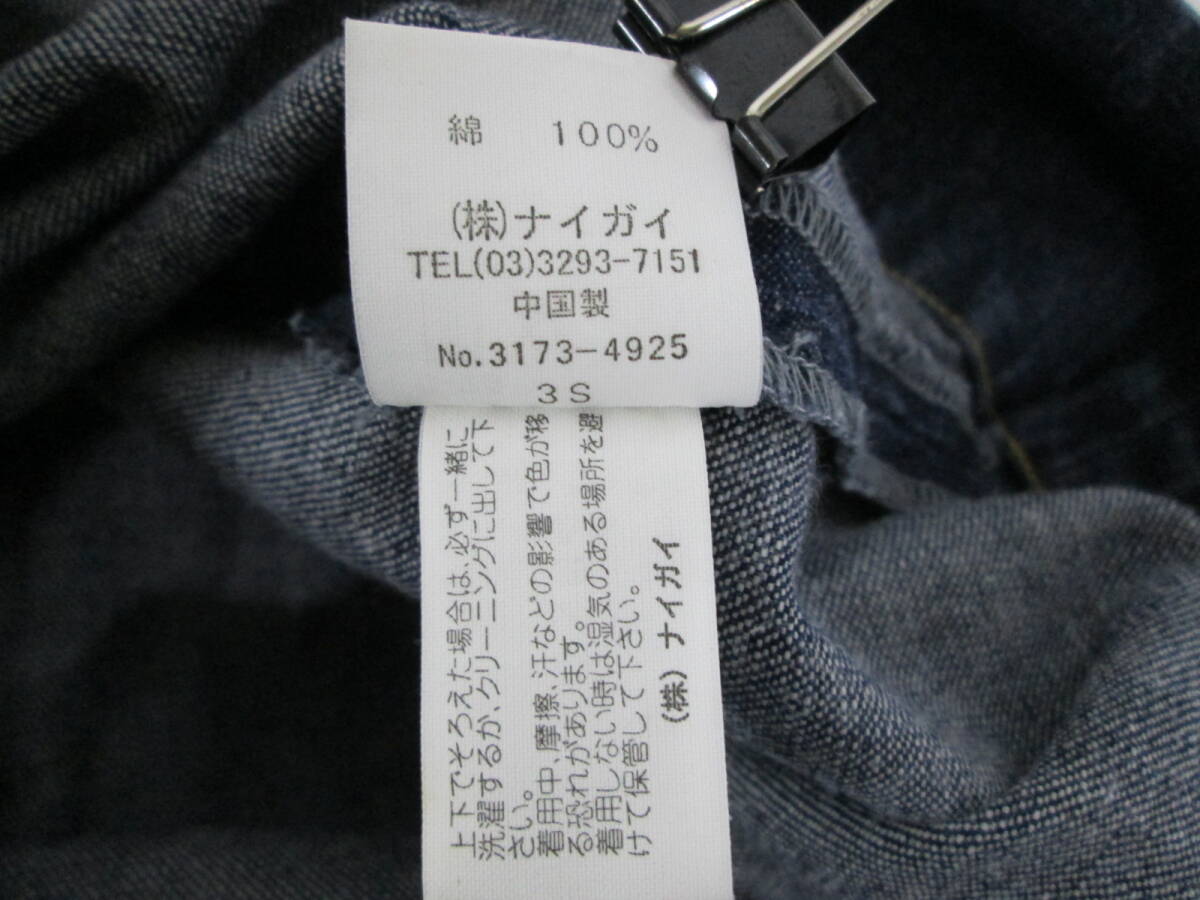 綿 100%
(株)ナイガイ
TEL(03)3293-7151
中国製
No.3173-4925
3S
上下でそろえた場合は、必ず一緒に
洗濯するか、クリーニングに出して下
さい。
着用中、摩擦、汗などの影響で色が移
る恐れがあります。
着用しない時は湿気のある場所を避
けて保管して下さい。
(株)ナイガイ